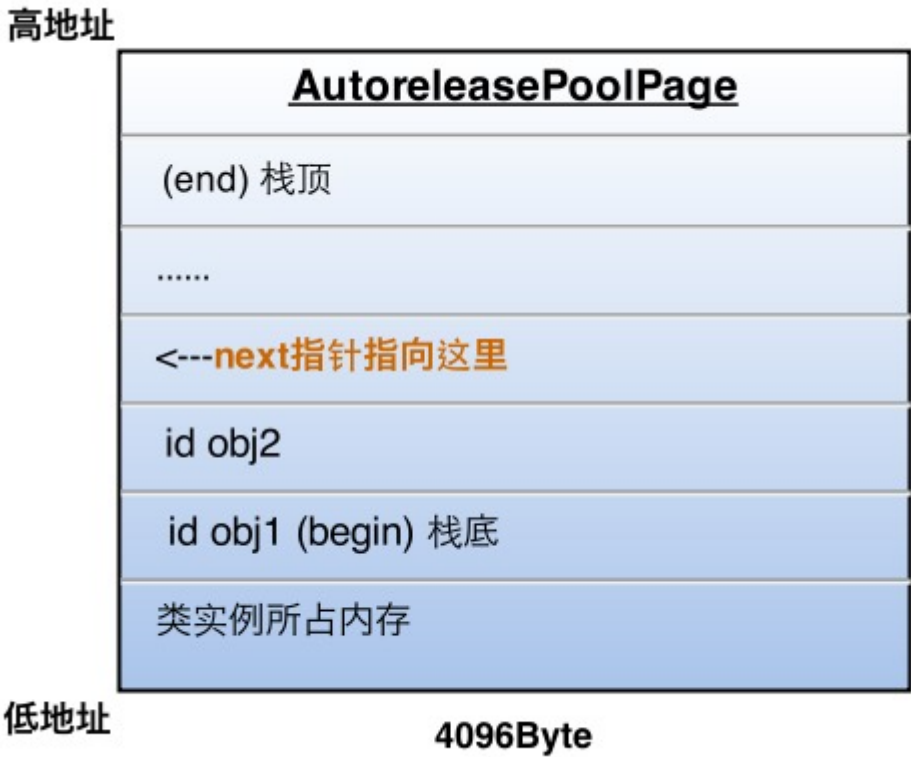 高地址
AutoreleasePoolPage
(end) 栈顶
......
<---next指针指向这里
id obj2
id obj1 (begin) 栈底
类实例所占内存
低地址
4096Byte